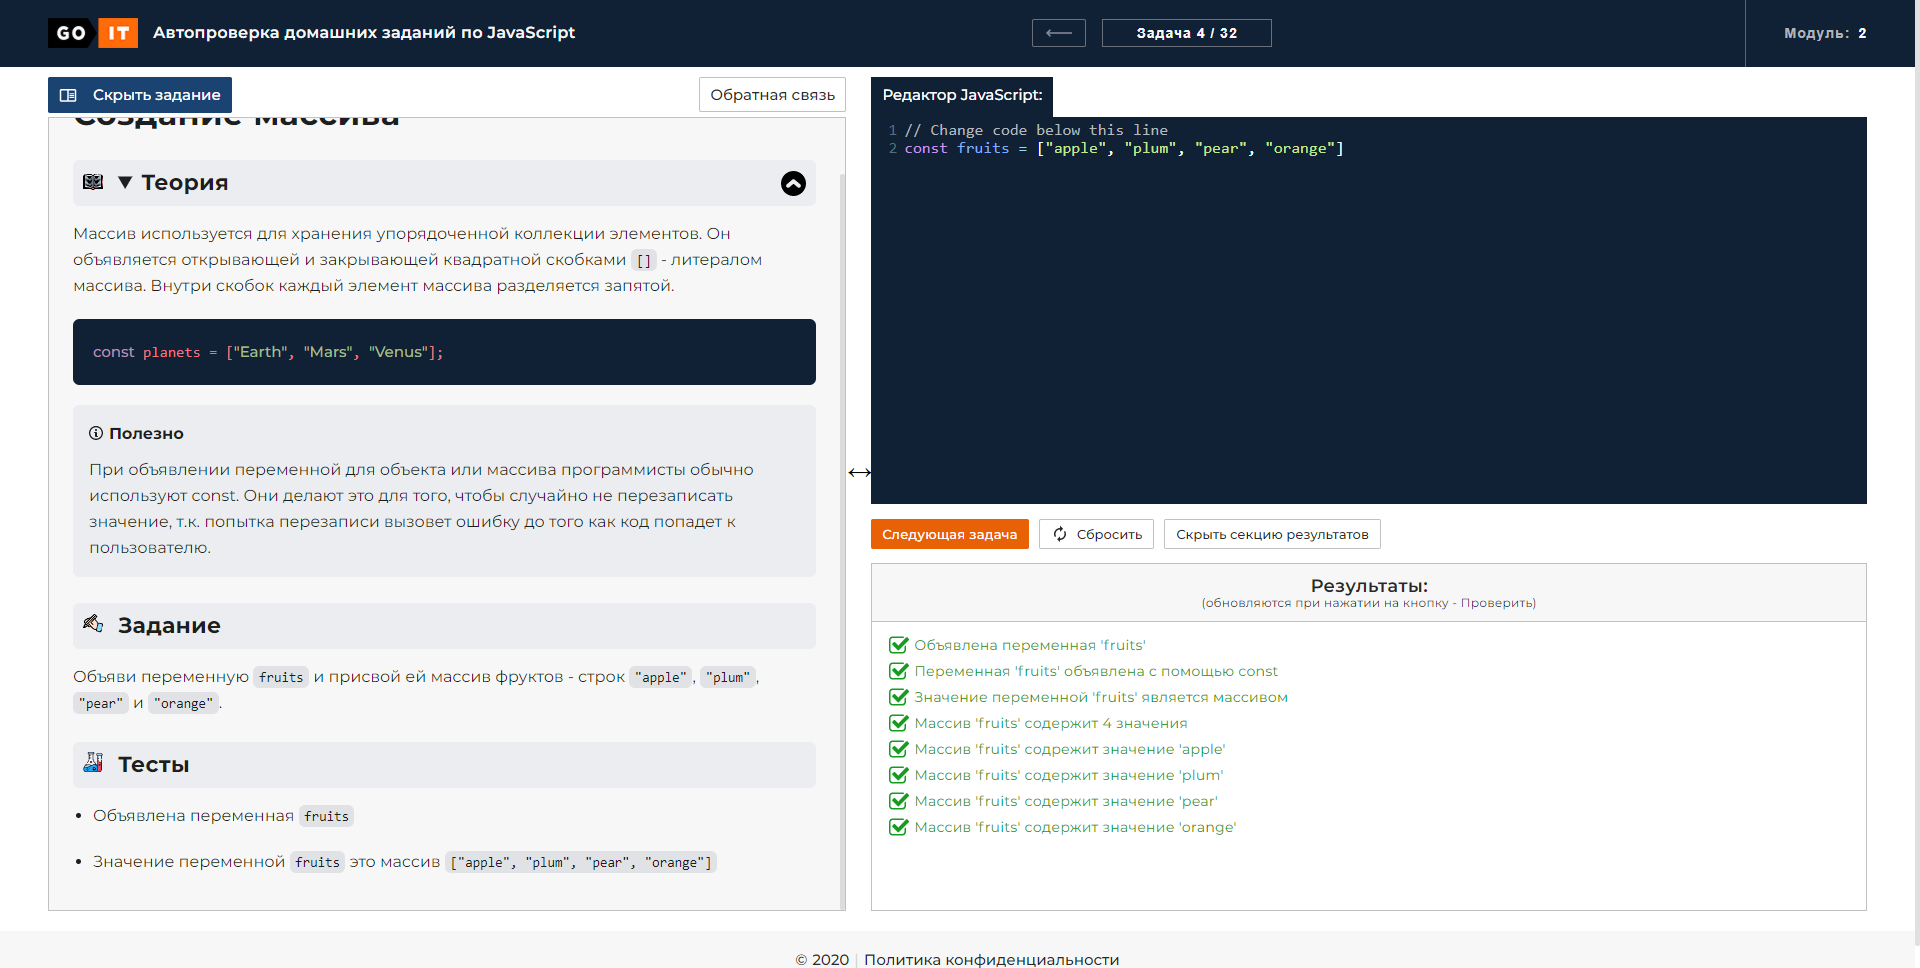 GO IT
Автопроверка домашних заданий по JavaScript
Задача 4 / 32
Модуль: 2
Скрыть задание
Обратная связь
Создание массива
Теория
Массив используется для хранения упорядоченной коллекции элементов. Он
объявляется открывающей и закрывающей квадратной скобками [] - литералом
массива. Внутри скобок каждый элемент массива разделяется запятой.
const planets = ["Earth", "Mars", "Venus"];
Полезно
При объявлении переменной для объекта или массива программисты обычно
используют const. Они делают это для того, чтобы случайно не перезаписать
значение, т.к. попытка перезаписи вызовет ошибку до того как код попадет к
пользователю.
Задание
Объяви переменную fruits и присвой ей массив фруктов - строк "apple", "plum",
"pear" и "orange".
Тесты
• Объявлена переменная fruits
• Значение переменной fruits это массив ["apple", "plum", "pear", "orange"]
Редактор JavaScript:
1 // Change code below this line
2 const fruits = ["apple", "plum", "pear", "orange"]
Следующая задача
Сбросить
Скрыть секцию результатов
Результаты:
(обновляются при нажатии на кнопку - Проверить)
Объявлена переменная 'fruits'
Переменная 'fruits' объявлена с помощью const
Значение переменной 'fruits' является массивом
Массив 'fruits' содержит 4 значения
Массив 'fruits' содрежит значение 'apple'
Массив 'fruits' содержит значение 'plum'
Массив 'fruits' содержит значение 'pear'
Массив 'fruits' содержит значение 'orange'
© 2020 | Политика конфиденциальности